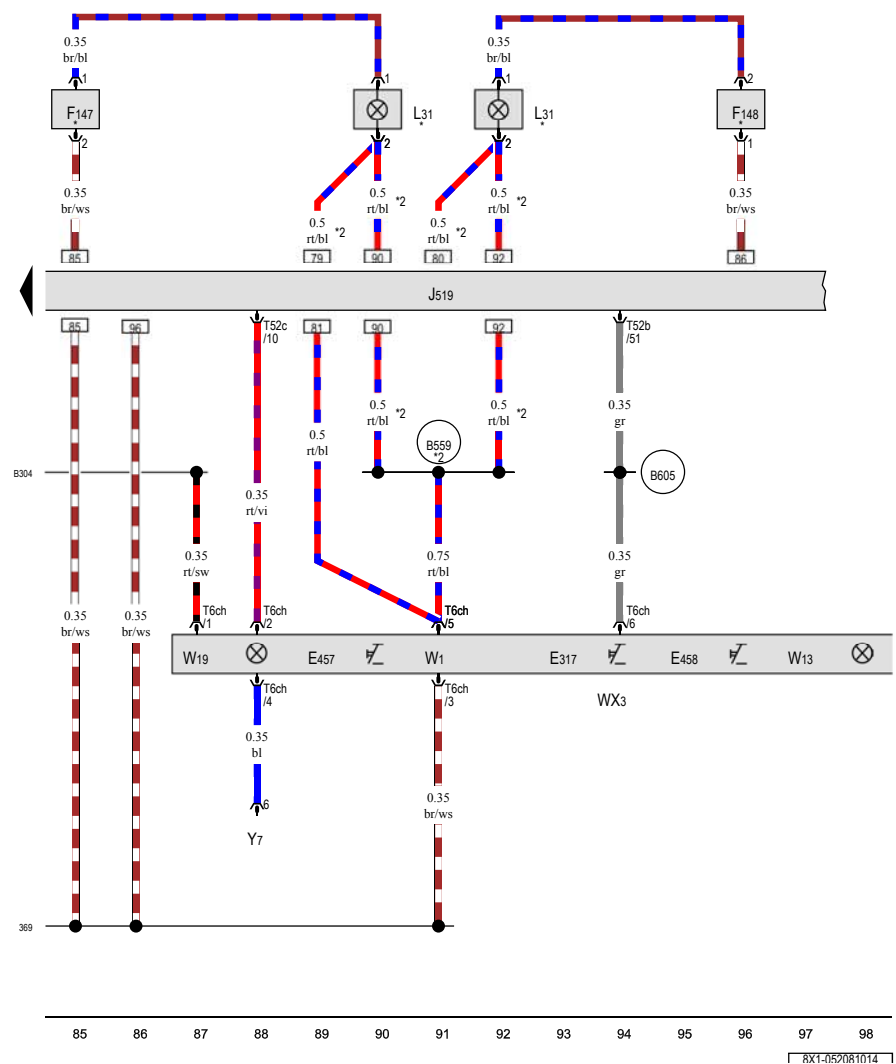 0.35
br/bl
0.35
br/bl
1
1
1
2
F147
*
L31
*
L31
*
F148
*
2
2
2
1
0.35
br/ws
0.5
rt/bl
*2
0.5
rt/bl
*2
0.5
rt/bl
*2
0.5
rt/bl
*2
0.35
br/ws
85
79
90
80
92
86
J519
85
96
T52c
/10
81
90
92
T52b
/51
0.5
rt/bl
*2
0.5
rt/bl
*2
0.35
gr
0.5
rt/bl
B559
*2
B304
B605
0.35
rt/vi
0.35
rt/sw
0.75
rt/bl
0.35
gr
0.35
br/ws
0.35
br/ws
T6ch
/1
T6ch
/2
T6ch
/5
T6ch
/6
W19
E457
W1
E317
E458
W13
T6ch
/4
T6ch
/3
WX3
0.35
bl
6
0.35
br/ws
Y7
369
85 86 87 88 89 90 91 92 93 94 95 96 97 98
8X1-052081014